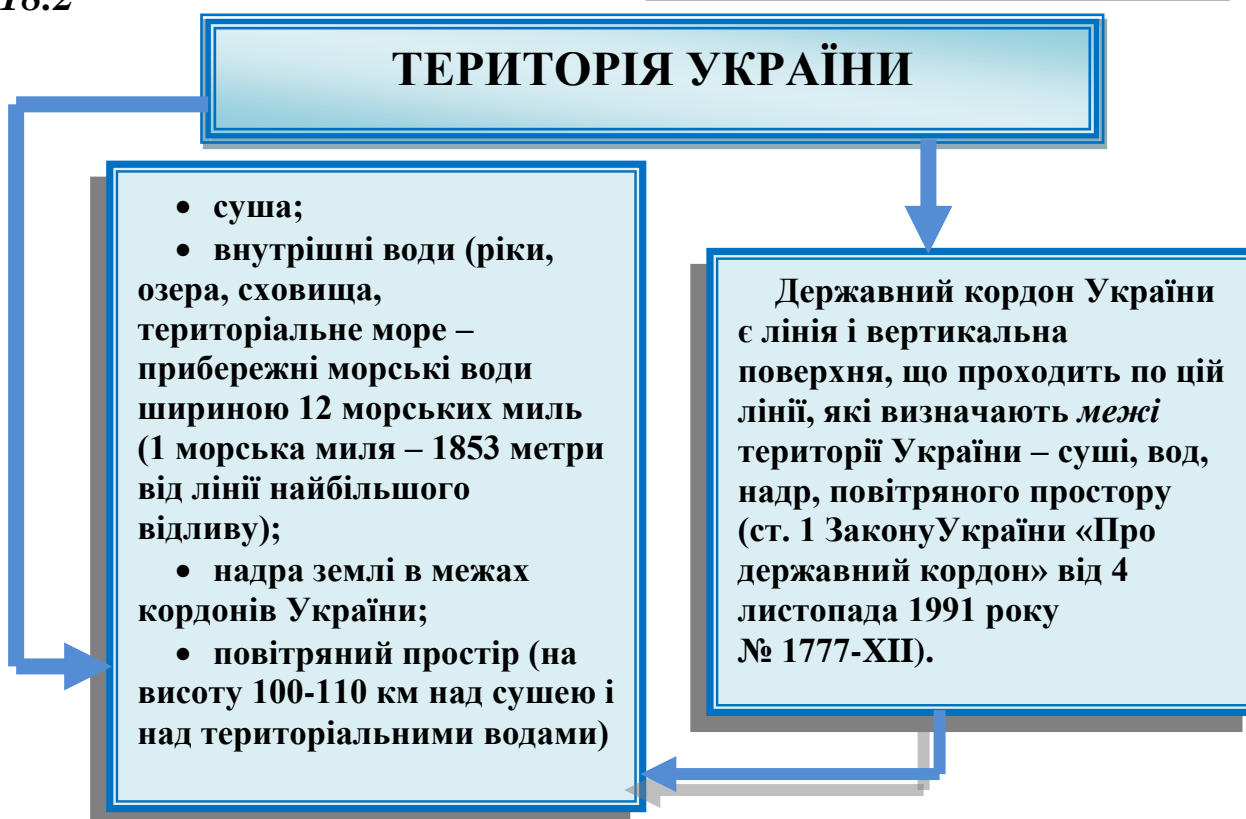 18.2
ТЕРИТОРІЯ УКРАЇНИ
• суша;
• внутрішні води (ріки,
озера, сховища,
територіальне море –
прибережні морські води
шириною 12 морських миль
(1 морська миля – 1853 метри
від лінії найбільшого
відливу);
• надра землі в межах
кордонів України;
• повітряний простір (на
висоту 100-110 км над сушею і
над територіальними водами)
Державний кордон України
є лінія і вертикальна
поверхня, що проходить по цій
лінії, які визначають межі
території України – суші, вод,
надр, повітряного простору
(ст. 1 ЗаконуУкраїни «Про
державний кордон» від 4
листопада 1991 року
№ 1777-XII).